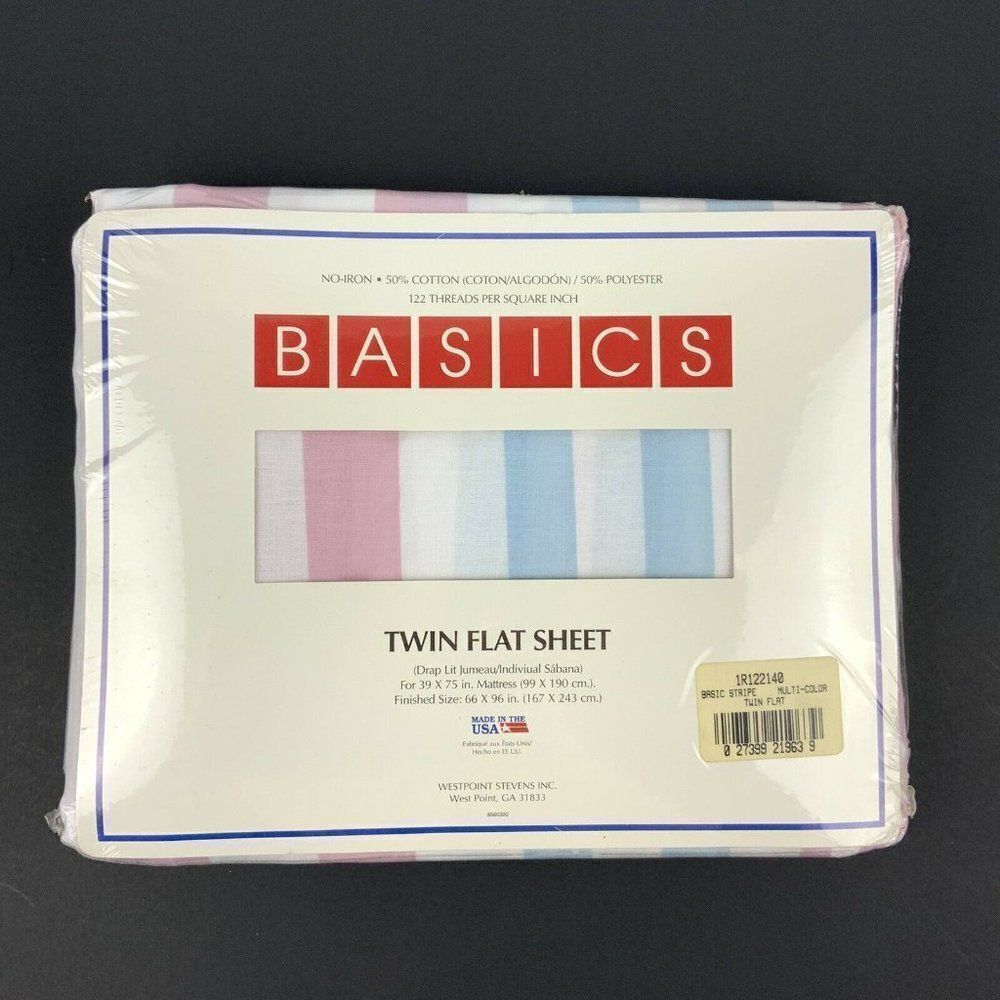 NO-IRON • 50% COTTON (COTON/ALGODÓN) / 50% POLYESTER
122 THREADS PER SQUARE INCH
BASICS
TWIN FLAT SHEET
(Drap Lit Jumeau/Indiviual Sábana)
For 39 X 75 in. Mattress (99 X 190 cm.).
Finished Size: 66 X 96 in. (167 X 243 cm.)
MADE IN THE
USA
Fabriqué aux États-Unis/
Hecho en EE.UU.
WESTPOINT STEVENS INC.
West Point, GA 31833
8500392
1R122140
BASIC STRIPE MULTI-COLOR
TWIN FLAT
0 27399 21963 9